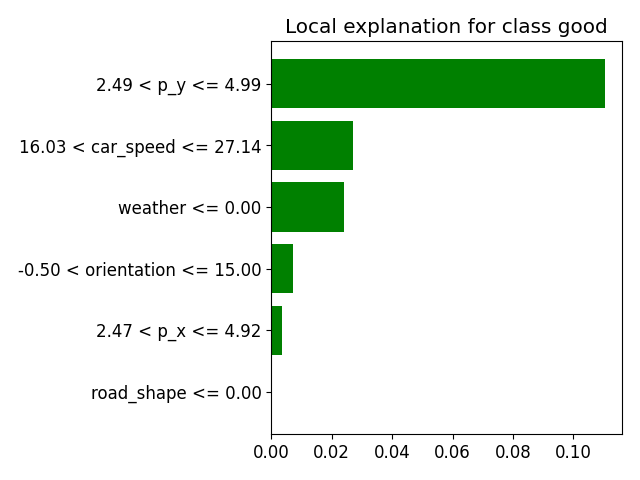 Local explanation for class good
2.49 < p_y <= 4.99
16.03 < car_speed <= 27.14
weather <= 0.00
-0.50 < orientation <= 15.00
2.47 < p_x <= 4.92
road_shape <= 0.00
0.00 0.02 0.04 0.06 0.08 0.10